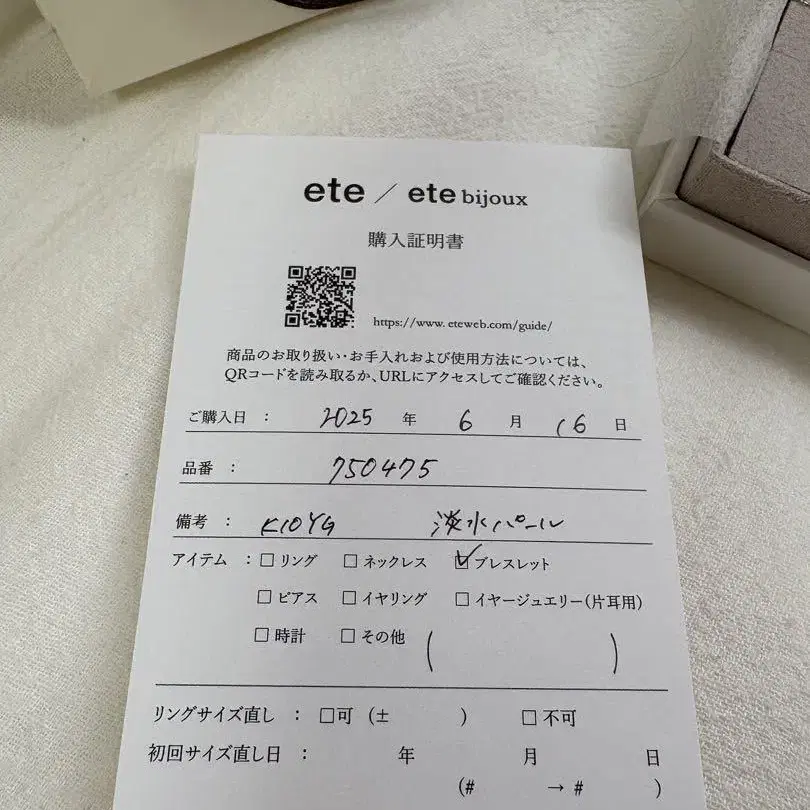 ete / ete bijoux
購入証明書
https://www.eteweb.com/guide/
商品のお取り扱い・お手入れおよび使用方法については、
QRコードを読み取るか、URLにアクセスしてご確認ください。
ご購入日 : 2025 年 6 月 16 日
品番 : 750475
備考 : K10YG 淡水パール
アイテム : □ リング □ ネックレス ☑ ブレスレット
□ ピアス □ イヤリング □ イヤージュエリー(片耳用)
□ 時計 □ その他 ( )
リングサイズ直し : □可 (± ) □ 不可
初回サイズ直し日 : 年 月 日
(# → # )